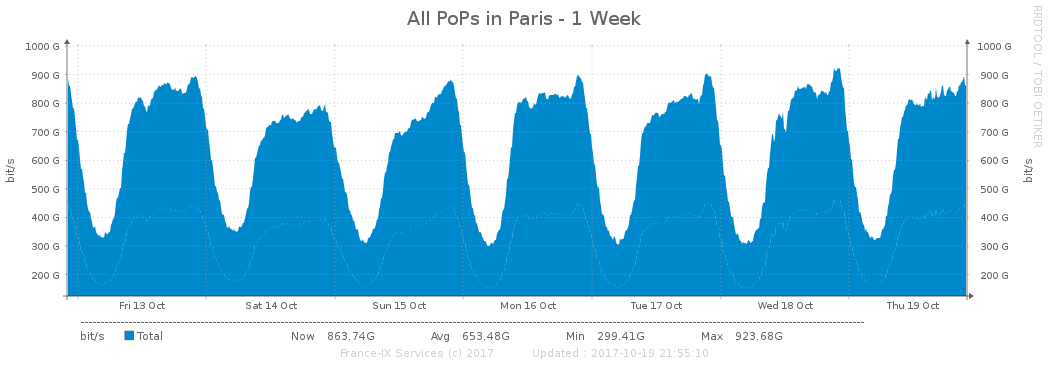 All PoPs in Paris - 1 Week
RRDTOOL / TOBI OETIKER
1000 G 1000 G
900 G 900 G
800 G 800 G
700 G 700 G
600 G 600 G
500 G 500 G
400 G 400 G
300 G 300 G
200 G 200 G
bit/s
bit/s
Fri 13 Oct Sat 14 Oct Sun 15 Oct Mon 16 Oct Tue 17 Oct Wed 18 Oct Thu 19 Oct
bit/s Total Now 863.74G Avg 653.48G Min 299.41G Max 923.68G
France-IX Services (c) 2017 Updated : 2017-10-19 21:55:10